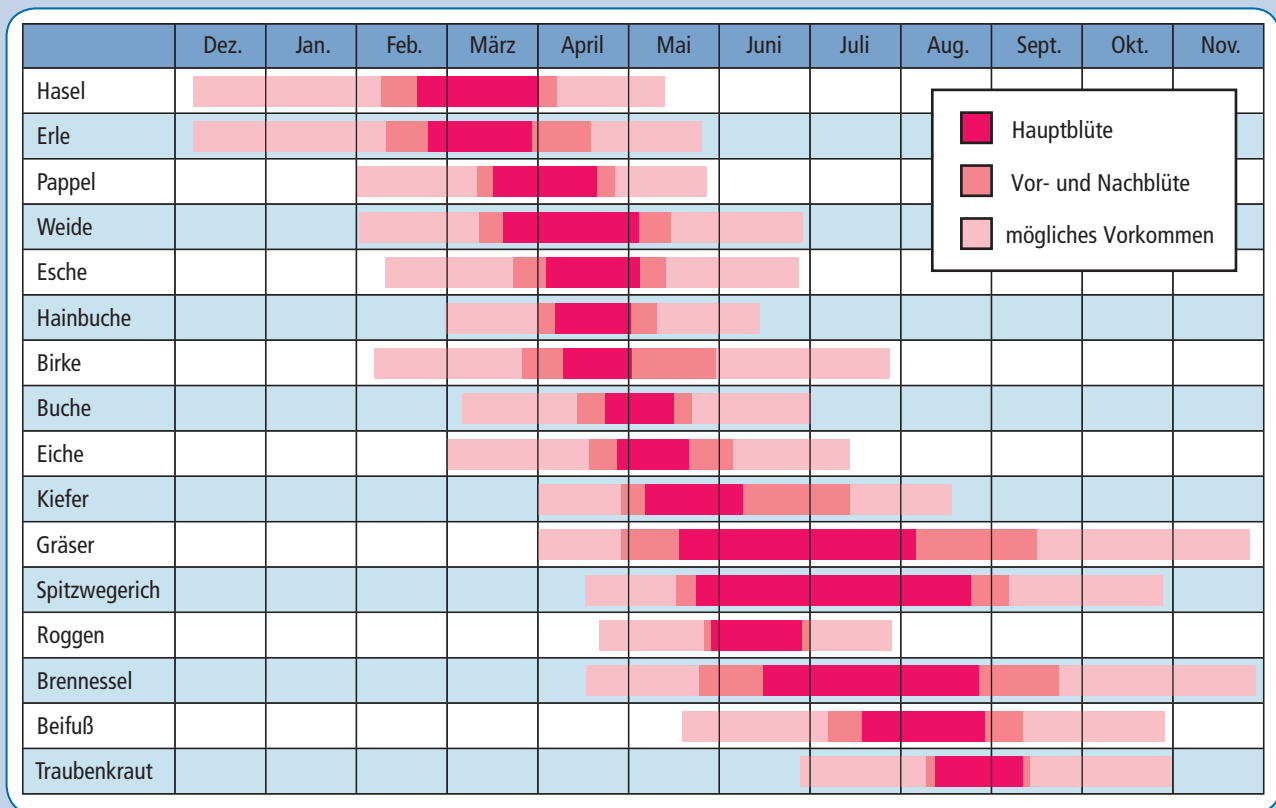 Dez. Jan. Feb. März April Mai Juni Juli Aug. Sept. Okt. Nov.
Hasel
Erle
Pappel
Weide
Esche
Hainbuche
Birke
Buche
Eiche
Kiefer
Gräser
Spitzwegerich
Roggen
Brennessel
Beifuß
Traubenkraut
Hauptblüte
Vor- und Nachblüte
mögliches Vorkommen